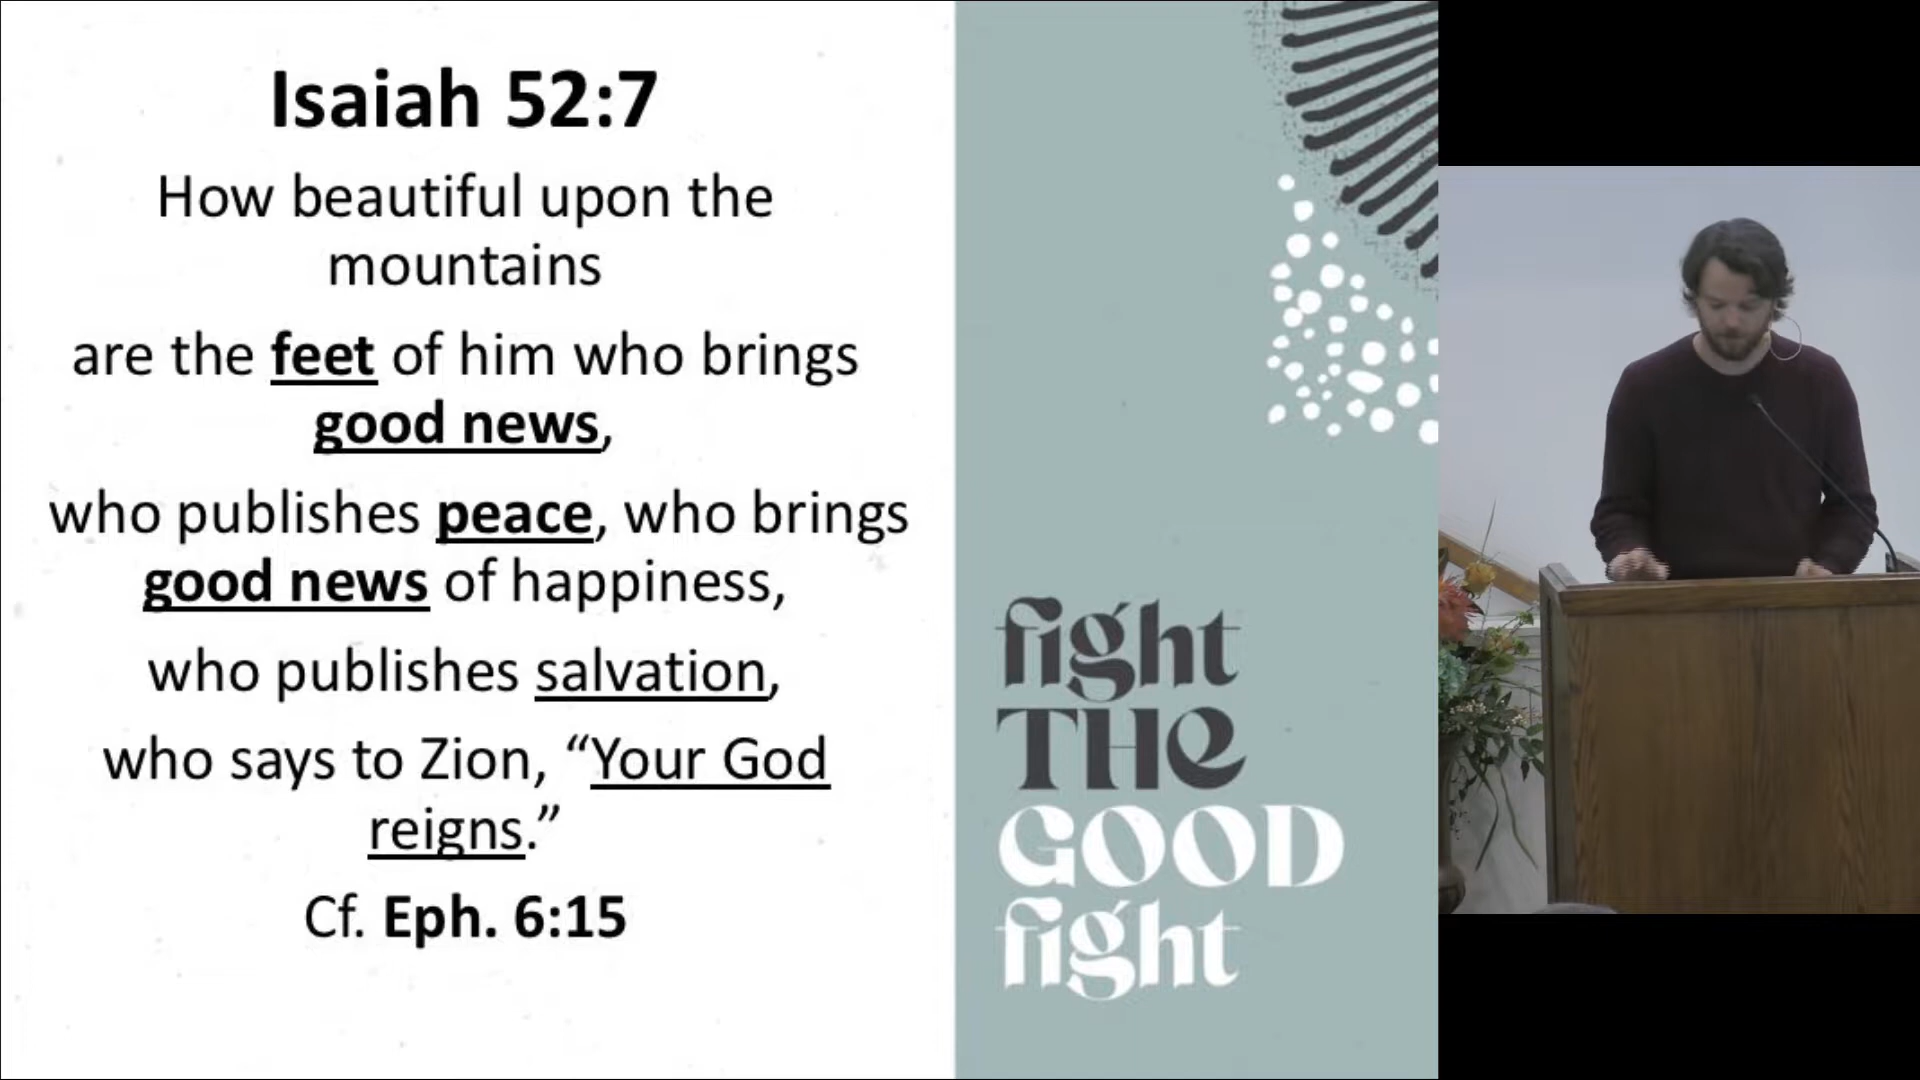 Isaiah 52:7
How beautiful upon the
mountains
are the feet of him who brings
good news,
who publishes peace, who brings
good news of happiness,
who publishes salvation,
who says to Zion, “Your God
reigns.”
Cf. Eph. 6:15
fight
THe
GOOD
fight